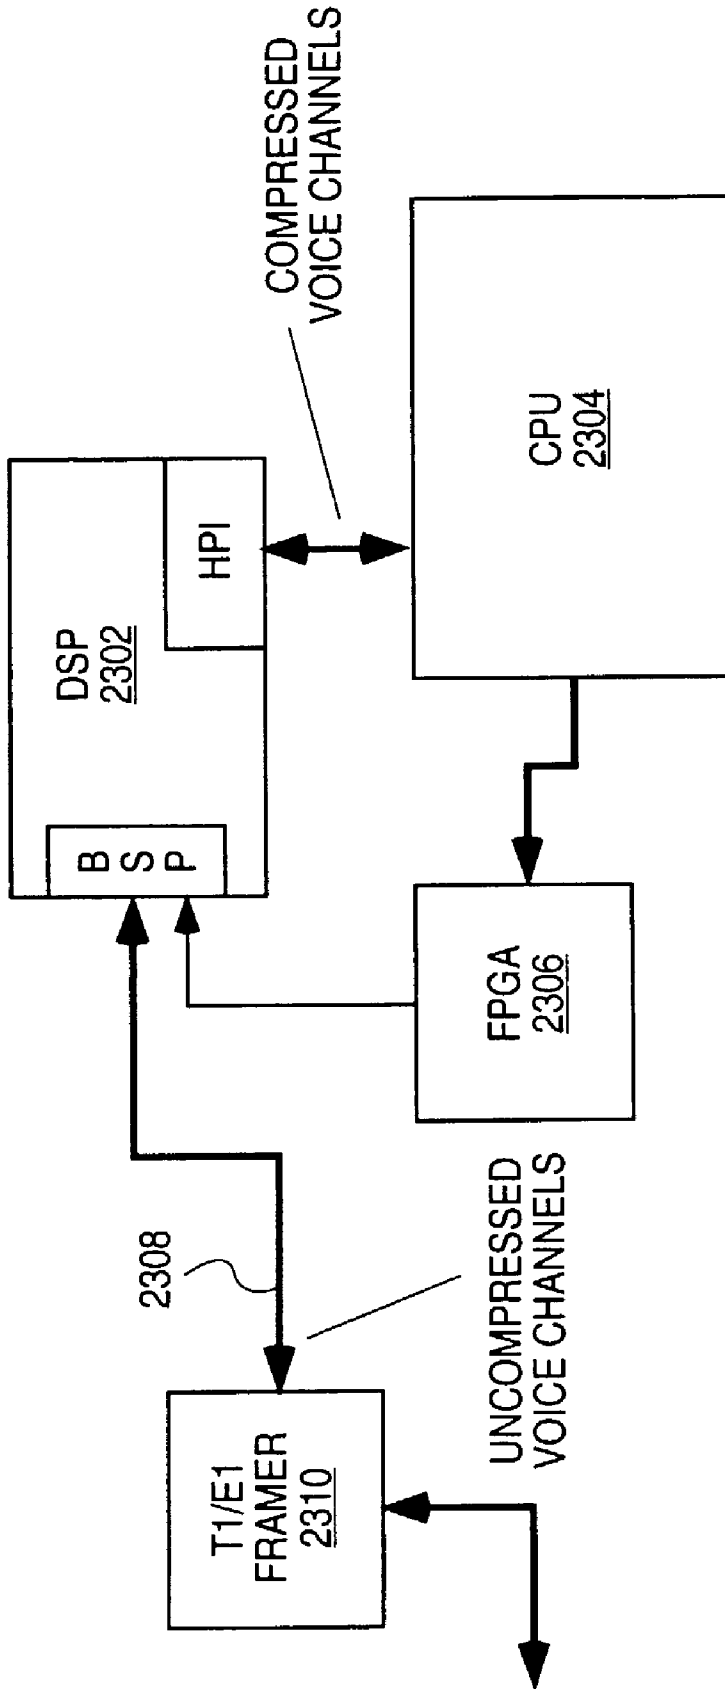 COMPRESSED
VOICE CHANNELS
DSP
2302
HPI
B
S
P
CPU
2304
FPGA
2306
2308
UNCOMPRESSED
VOICE CHANNELS
T1/E1
FRAMER
2310